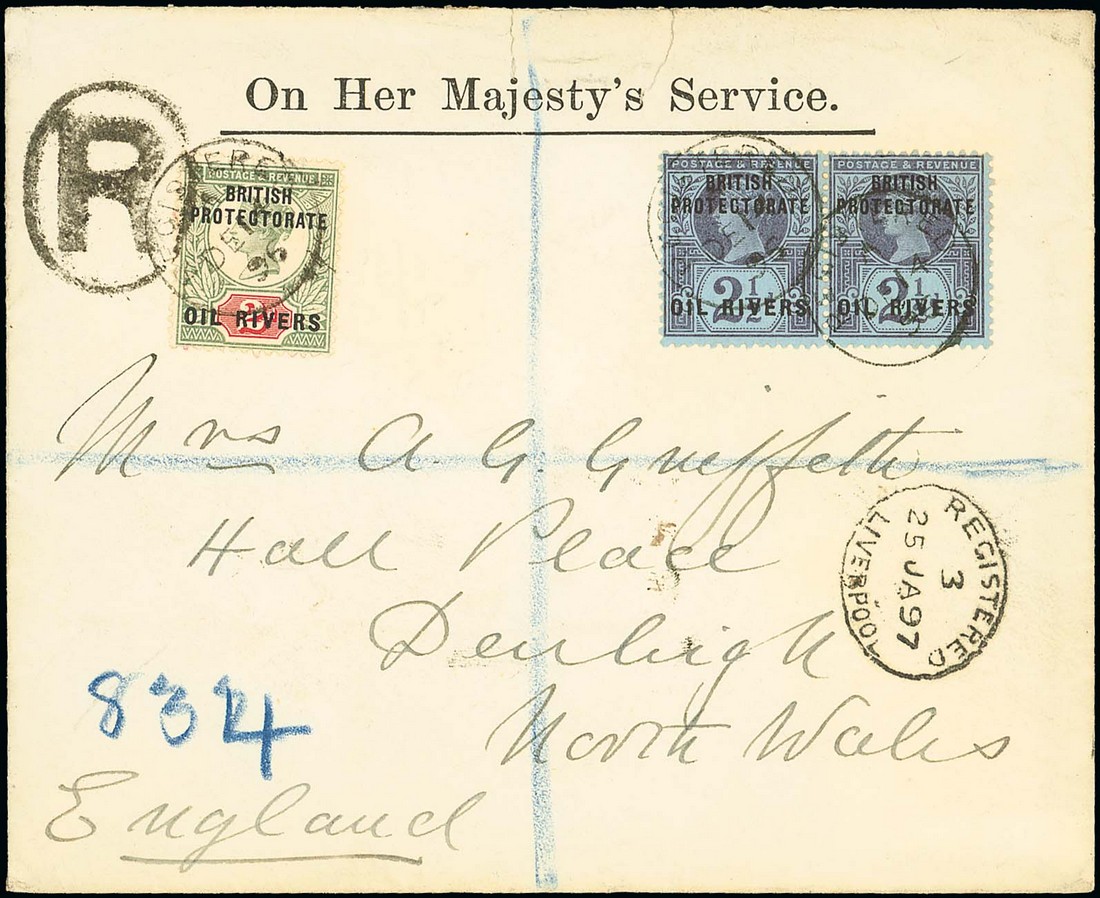 On Her Majesty's Service.
R
POSTAGE & REVENUE
BRITISH
PROTECTORATE
OIL RIVERS
POSTAGE & REVENUE
BRITISH
PROTECTORATE
2½
OIL RIVERS
POSTAGE & REVENUE
BRITISH
PROTECTORATE
2½
OIL RIVERS
Mrs A. G. Griffith
Hall Place
Denbigh
North Wales
England
834
REGISTERED
3
25 JA 97
LIVERPOOL